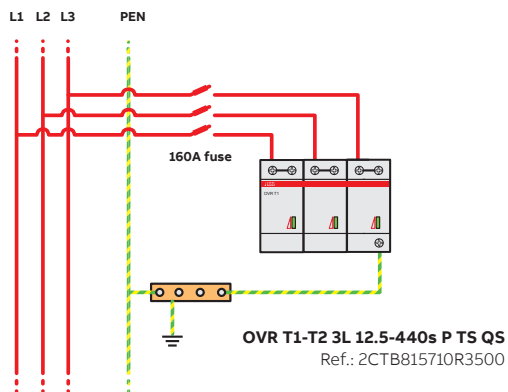 L1 L2 L3 PEN
160A fuse
ABB
OVR T1
OVR T1-T2 3L 12.5-440s P TS QS
Ref.: 2CTB815710R3500